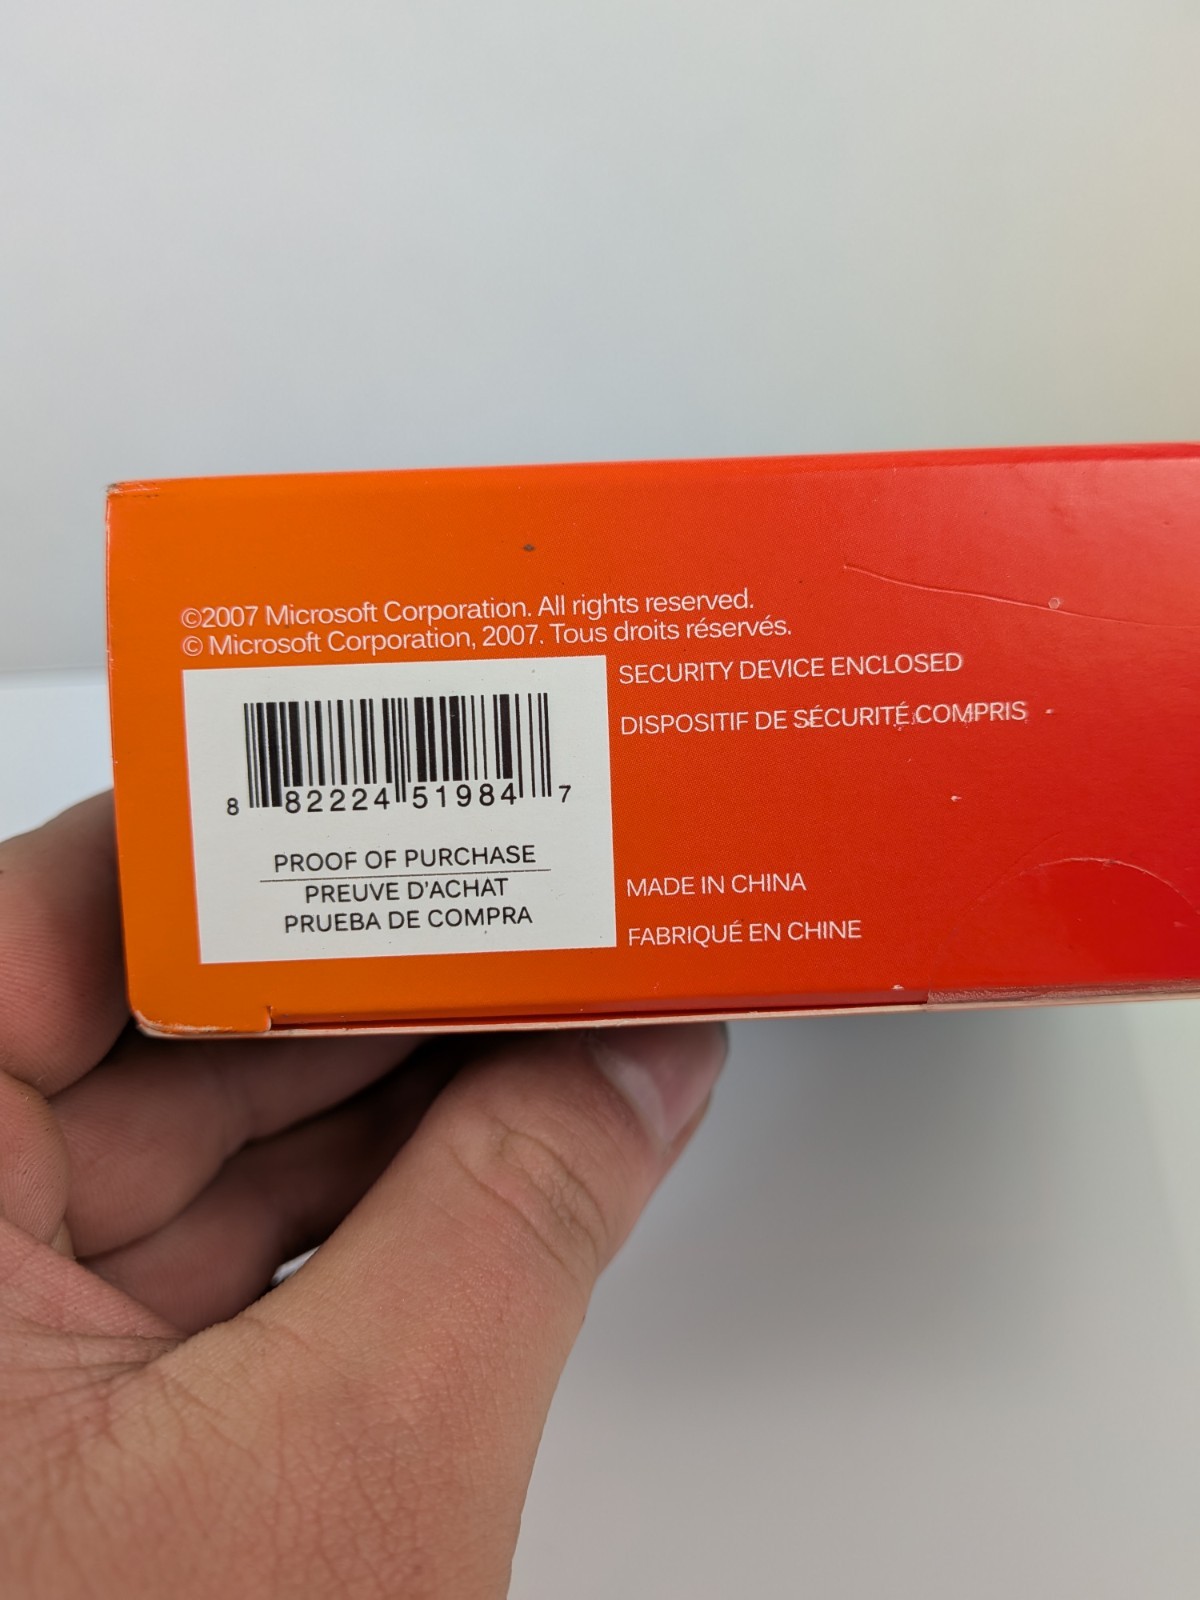 ©2007 Microsoft Corporation. All rights reserved.
© Microsoft Corporation, 2007. Tous droits réservés.
SECURITY DEVICE ENCLOSED
DISPOSITIF DE SÉCURITÉ COMPRIS
8 82224 51984 7
PROOF OF PURCHASE
PREUVE D'ACHAT
PRUEBA DE COMPRA
MADE IN CHINA
FABRIQUÉ EN CHINE